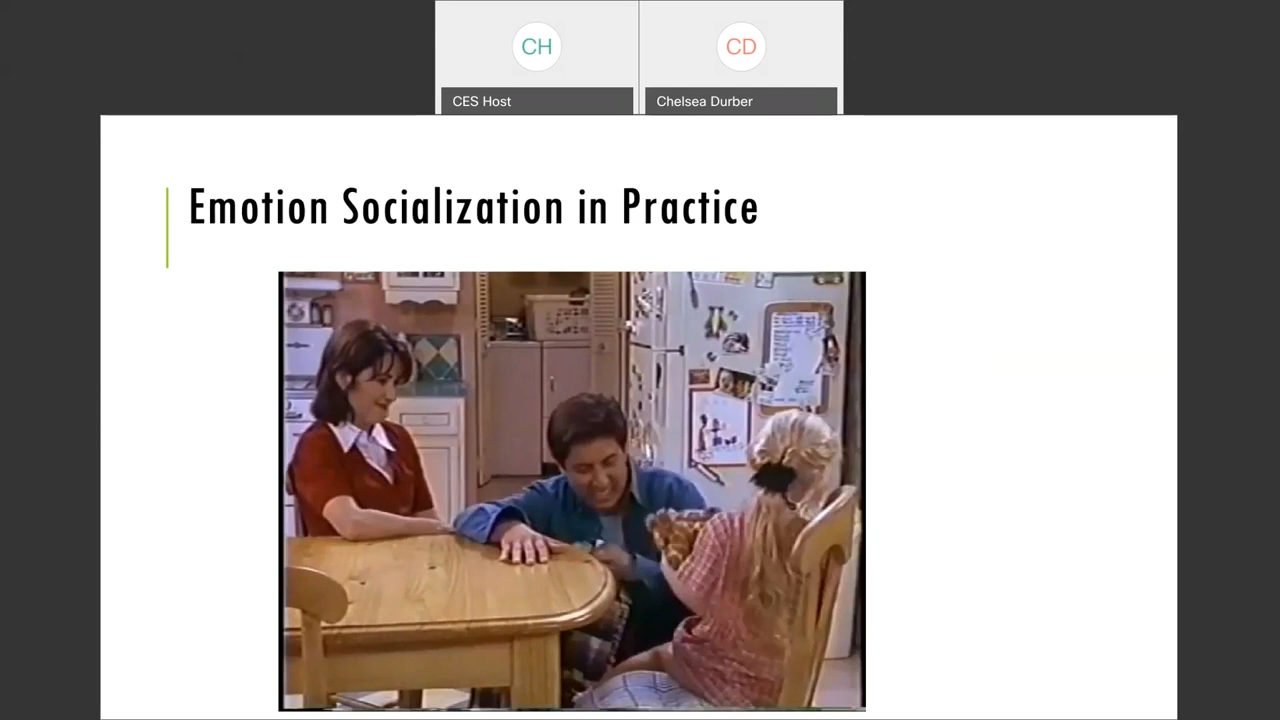 CH
CD
CES Host
Chelsea Durber
Emotion Socialization in Practice